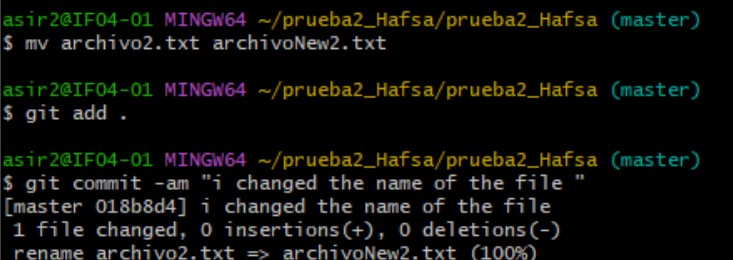 asir2@IF04-01 MINGW64 ~/prueba2_Hafsa/prueba2_Hafsa (master)
$ mv archivo2.txt archivoNew2.txt
asir2@IF04-01 MINGW64 ~/prueba2_Hafsa/prueba2_Hafsa (master)
$ git add .
asir2@IF04-01 MINGW64 ~/prueba2_Hafsa/prueba2_Hafsa (master)
$ git commit -am "i changed the name of the file "
[master 018b8d4] i changed the name of the file
1 file changed, 0 insertions(+), 0 deletions(-)
rename archivo2.txt => archivoNew2.txt (100%)